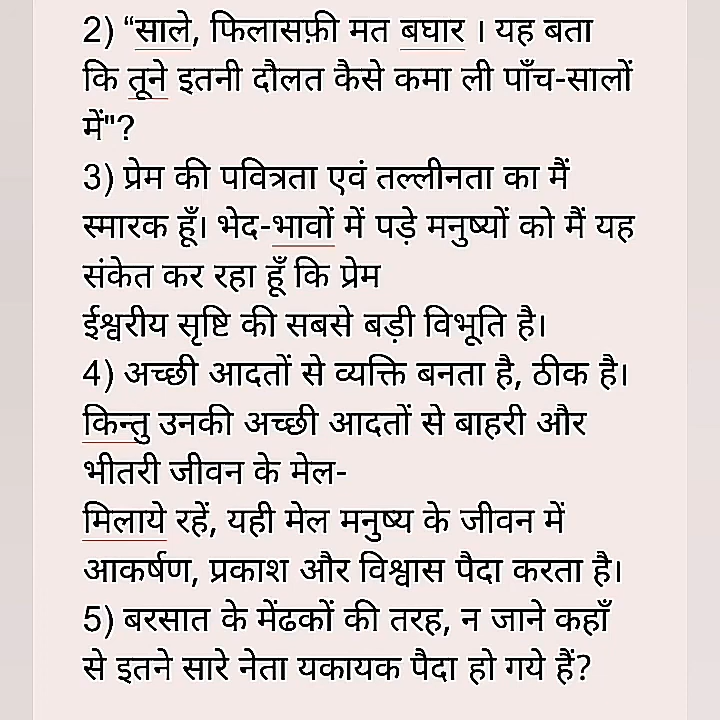 2) “साले, फिलासफ़ी मत बघार । यह बता
कि तूने इतनी दौलत कैसे कमा ली पाँच-सालों
में"?
3) प्रेम की पवित्रता एवं तल्लीनता का मैं
स्मारक हूँ। भेद-भावों में पड़े मनुष्यों को मैं यह
संकेत कर रहा हूँ कि प्रेम
ईश्वरीय सृष्टि की सबसे बड़ी विभूति है।
4) अच्छी आदतों से व्यक्ति बनता है, ठीक है।
किन्तु उनकी अच्छी आदतों से बाहरी और
भीतरी जीवन के मेल-
मिलाये रहें, यही मेल मनुष्य के जीवन में
आकर्षण, प्रकाश और विश्वास पैदा करता है।
5) बरसात के मेंढकों की तरह, न जाने कहाँ
से इतने सारे नेता यकायक पैदा हो गये हैं?